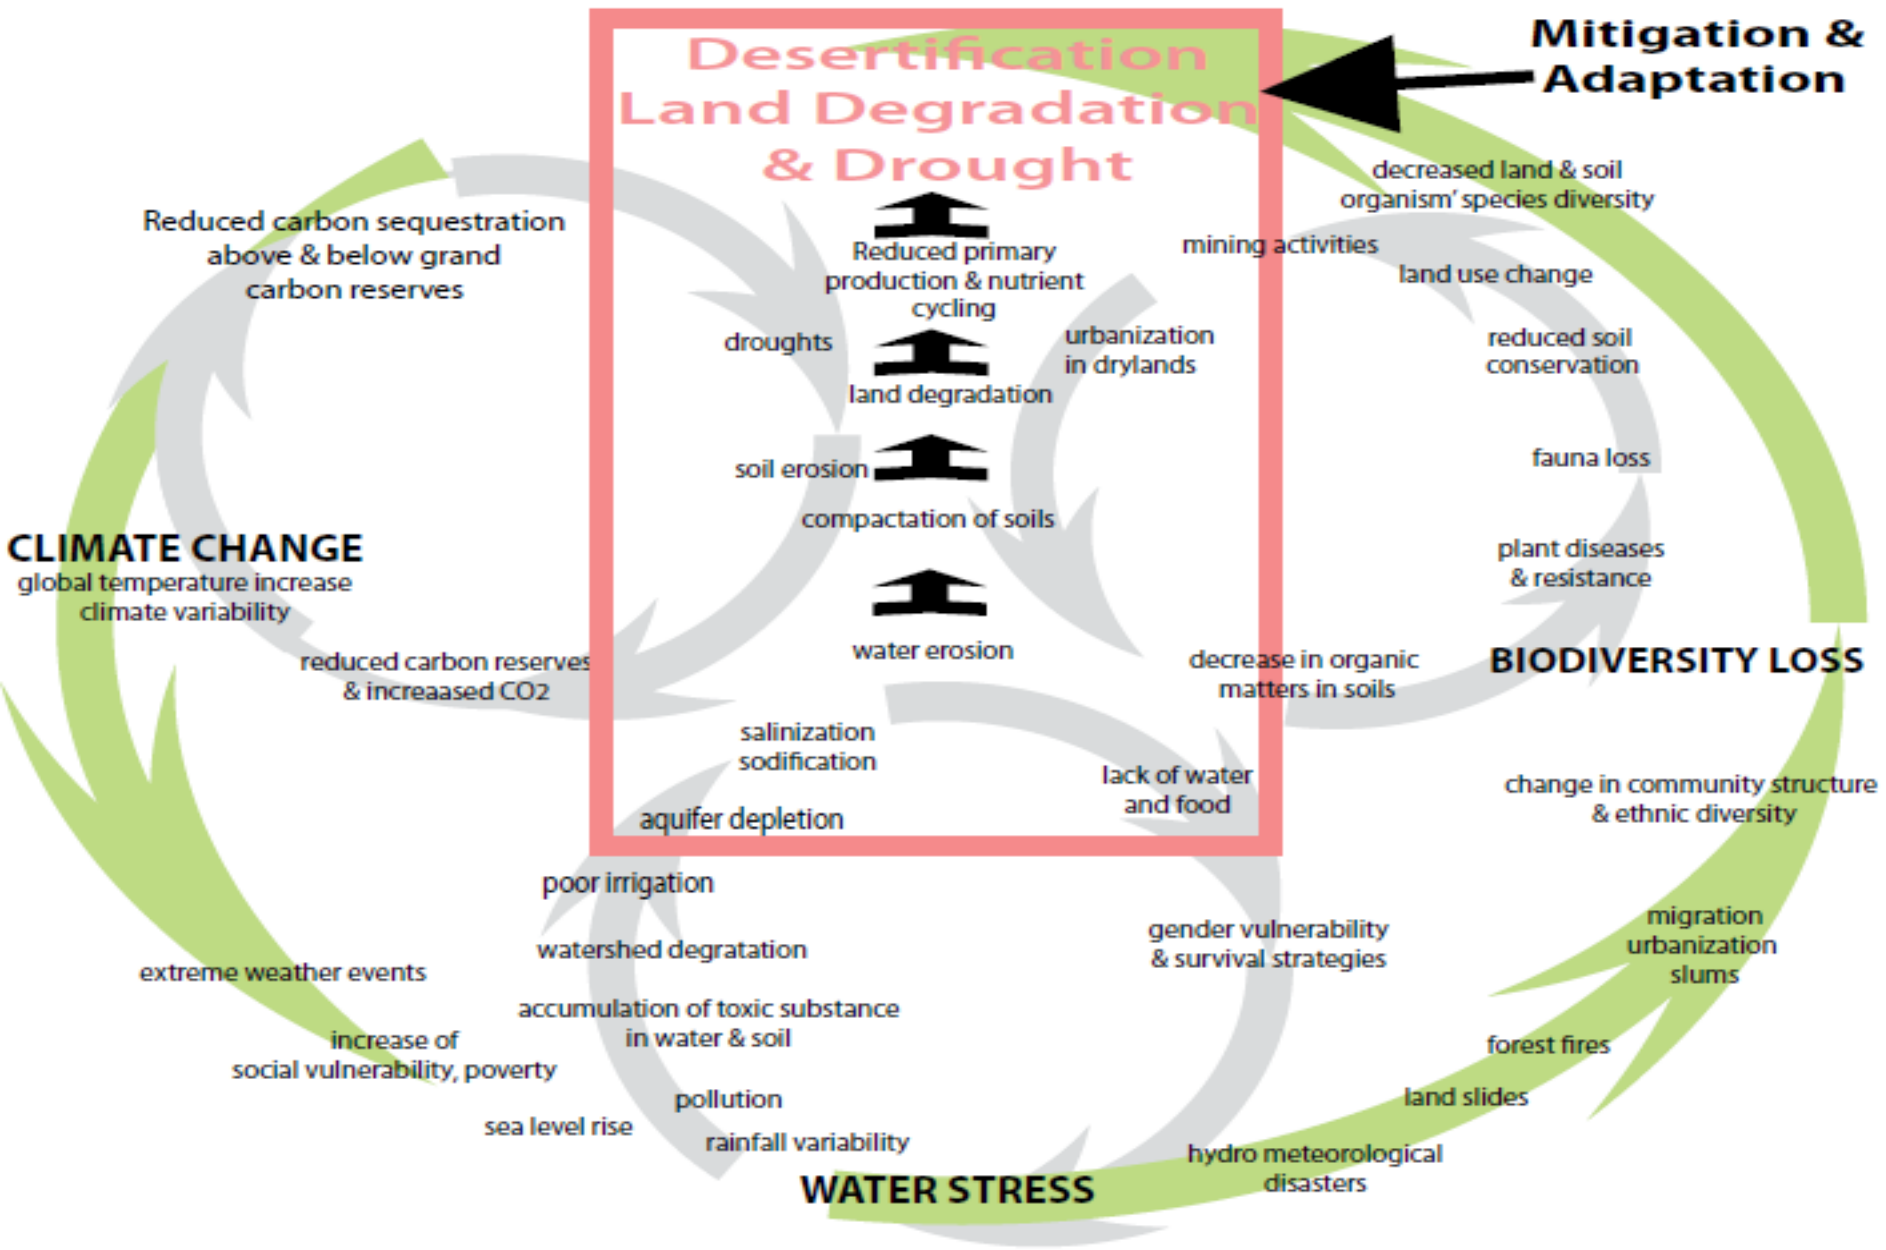 Desertification
Land Degradation
& Drought
Mitigation &
Adaptation
decreased land & soil
organism' species diversity
mining activities
land use change
reduced soil
conservation
fauna loss
plant diseases
& resistance
BIODIVERSITY LOSS
Reduced carbon sequestration
above & below grand
carbon reserves
Reduced primary
production & nutrient
cycling
droughts
urbanization
in drylands
land degradation
soil erosion
compactation of soils
CLIMATE CHANGE
global temperature increase
climate variability
reduced carbon reserves
& increaased CO2
water erosion
decrease in organic
matters in soils
salinization
sodification
lack of water
and food
aquifer depletion
change in community structure
& ethnic diversity
poor irrigation
watershed degratation
gender vulnerability
& survival strategies
migration
urbanization
slums
extreme weather events
accumulation of toxic substance
in water & soil
increase of
social vulnerability, poverty
forest fires
land slides
pollution
sea level rise
rainfall variability
hydro meteorological
disasters
WATER STRESS